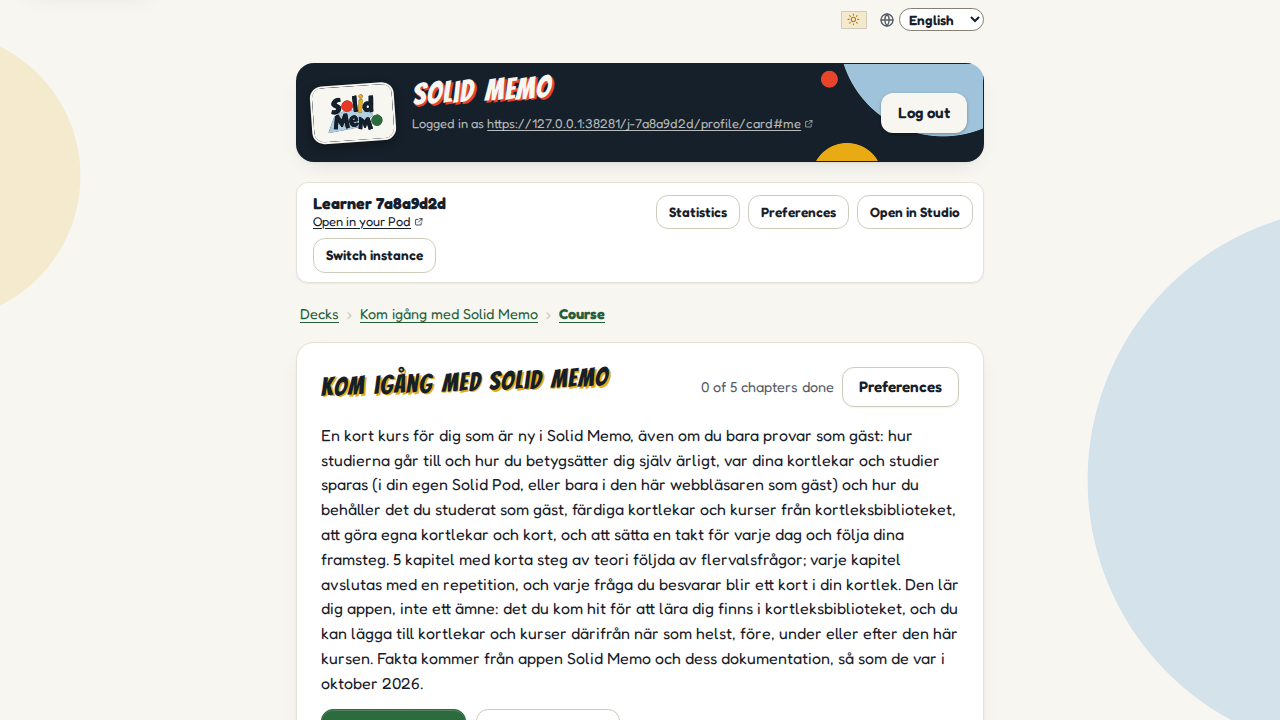 English
Solid Memo
SOLID MEMO
Logged in as https://127.0.0.1:38281/j-7a8a9d2d/profile/card#me
Log out
Learner 7a8a9d2d
Open in your Pod
Statistics
Preferences
Open in Studio
Switch instance
Decks › Kom igång med Solid Memo › Course
KOM IGÅNG MED SOLID MEMO
0 of 5 chapters done
Preferences
En kort kurs för dig som är ny i Solid Memo, även om du bara provar som gäst: hur
studierna går till och hur du betygsätter dig själv ärligt, var dina kortlekar och studier
sparas (i din egen Solid Pod, eller bara i den här webbläsaren som gäst) och hur du
behåller det du studerat som gäst, färdiga kortlekar och kurser från kortleksbiblioteket,
att göra egna kortlekar och kort, och att sätta en takt för varje dag och följa dina
framsteg. 5 kapitel med korta steg av teori följda av flervalsfrågor; varje kapitel
avslutas med en repetition, och varje fråga du besvarar blir ett kort i din kortlek. Den lär
dig appen, inte ett ämne: det du kom hit för att lära dig finns i kortleksbiblioteket, och du
kan lägga till kortlekar och kurser därifrån när som helst, före, under eller efter den här
kursen. Fakta kommer från appen Solid Memo och dess dokumentation, så som de var i
oktober 2026.